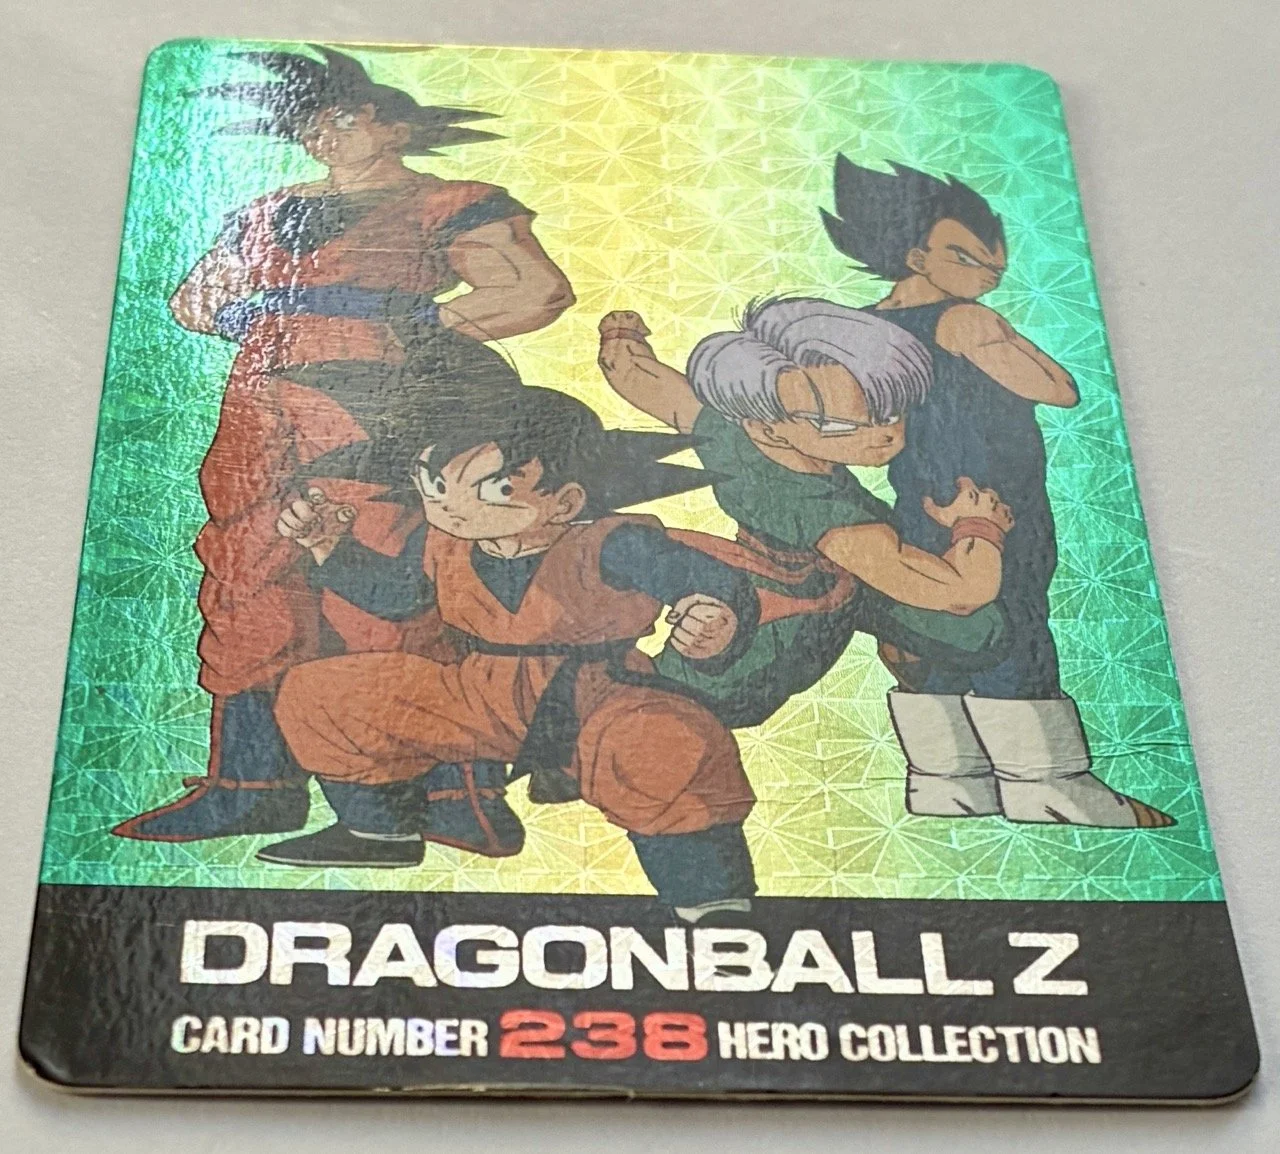 DRAGONBALL Z
CARD NUMBER 238 HERO COLLECTION